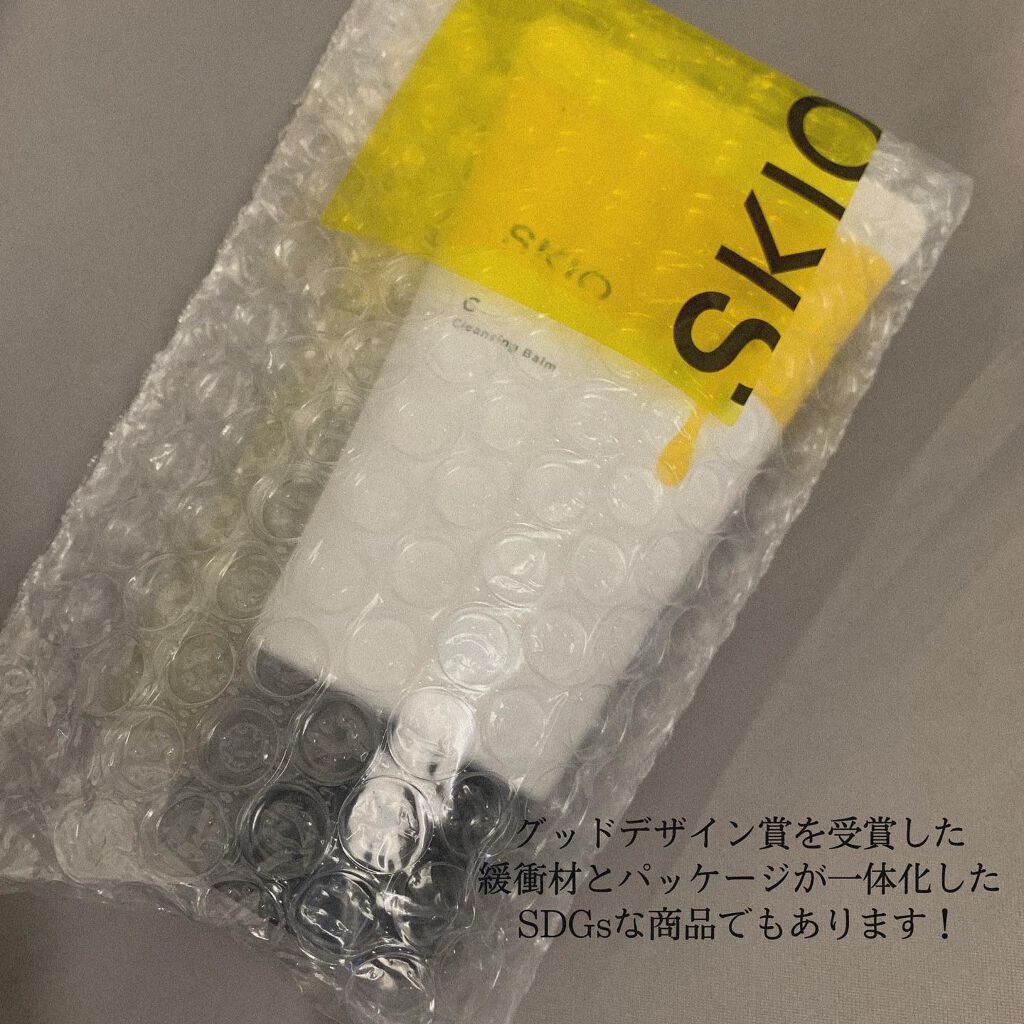 .SKIO
.SKIO
C
Cleansing Balm
グッドデザイン賞を受賞した
緩衝材とパッケージが一体化した
SDGsな商品でもあります！